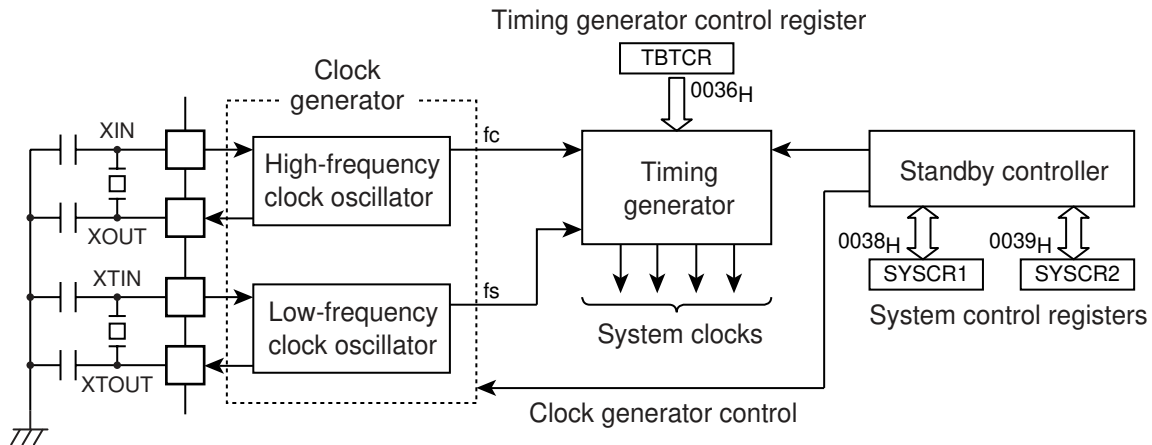 Timing generator control register
TBTCR
0036H
Clock
generator
XIN
High-frequency
clock oscillator
fc
XOUT
Timing
generator
Standby controller
0038H
0039H
SYSCR1
SYSCR2
System control registers
XTIN
Low-frequency
clock oscillator
fs
XTOUT
System clocks
Clock generator control